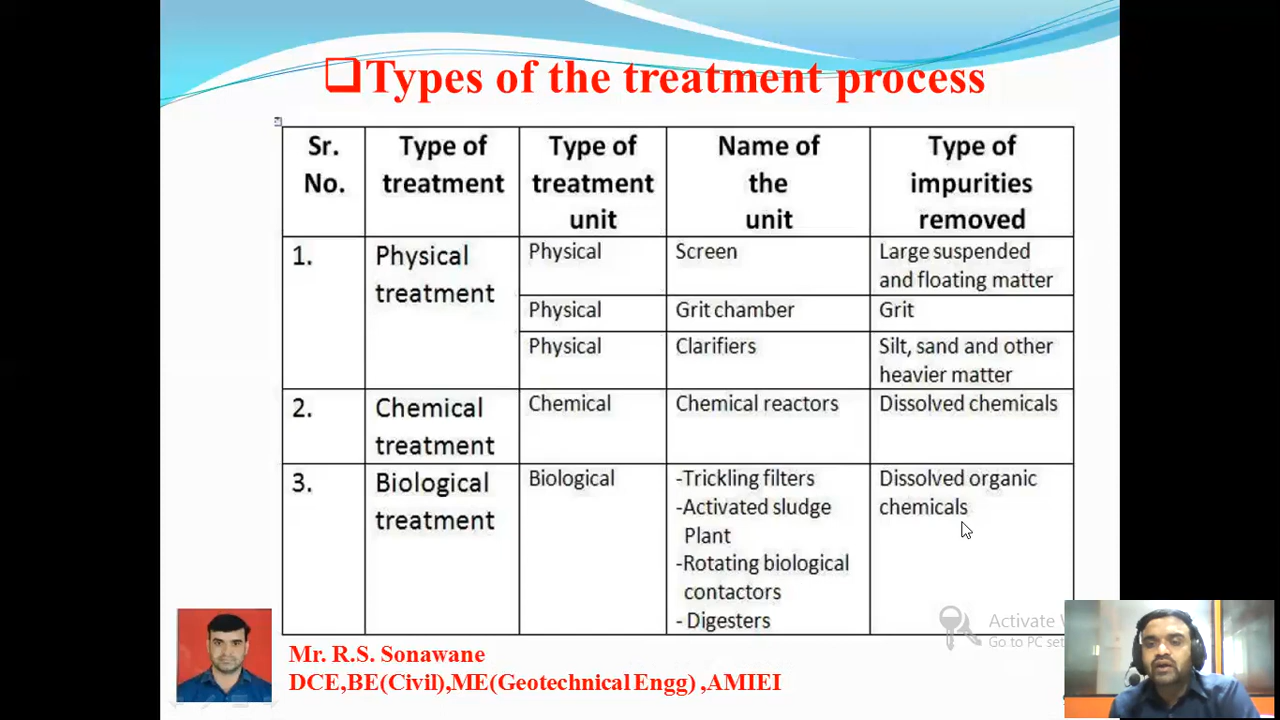 ❑Types of the treatment process
Sr.
No.
Type of
treatment
Type of
treatment
unit
Name of
the
unit
Type of
impurities
removed
1.
Physical
treatment
Physical
Screen
Large suspended
and floating matter
Physical
Grit chamber
Grit
Physical
Clarifiers
Silt, sand and other
heavier matter
2.
Chemical
treatment
Chemical
Chemical reactors
Dissolved chemicals
3.
Biological
treatment
Biological
-Trickling filters
-Activated sludge
Plant
-Rotating biological
contactors
- Digesters
Dissolved organic
chemicals
Activate
Go to PC set
Mr. R.S. Sonawane
DCE,BE(Civil),ME(Geotechnical Engg) ,AMIEI